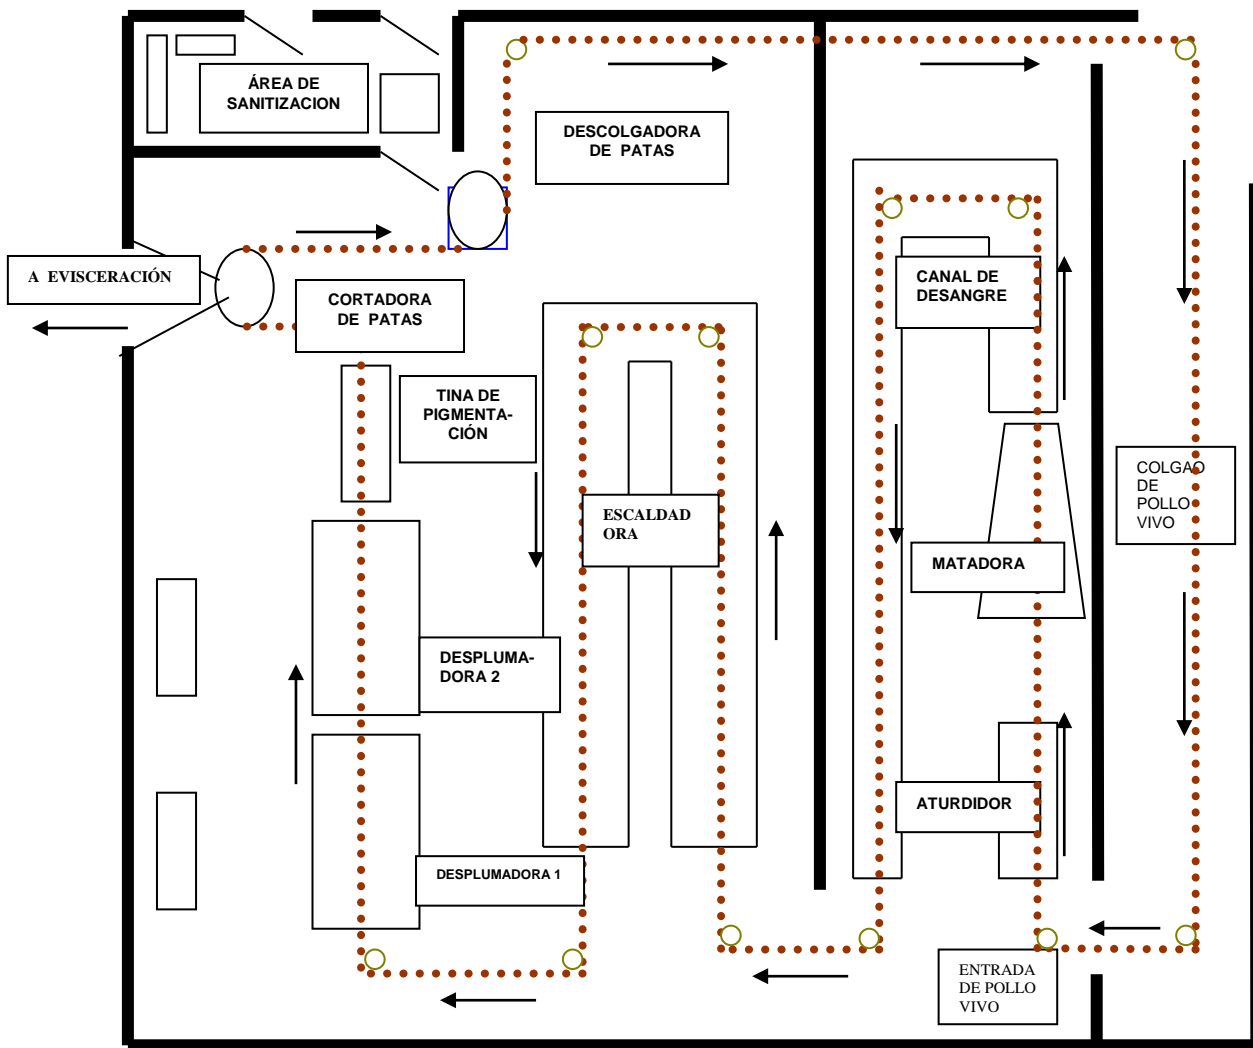 ÁREA DE
SANITIZACION
DESCOLGADORA
DE PATAS
A EVISCERACIÓN
CORTADORA
DE PATAS
CANAL DE
DESANGRE
TINA DE
PIGMENTA-
CIÓN
COLGAO
DE
POLLO
VIVO
ESCALDAD
ORA
MATADORA
DESPLUMA-
DORA 2
ATURDIDOR
DESPLUMADORA 1
ENTRADA
DE POLLO
VIVO